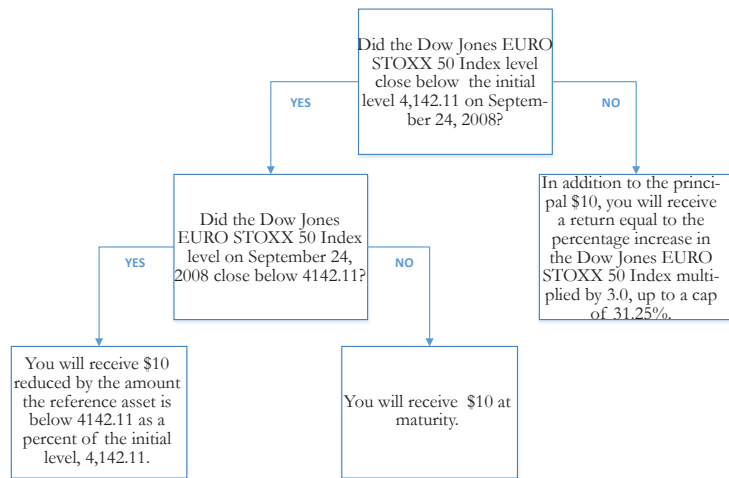 Did the Dow Jones EURO
STOXX 50 Index level
close below the initial
level 4,142.11 on Septem-
ber 24, 2008?
YES
NO
Did the Dow Jones
EURO STOXX 50 Index
level on September 24,
2008 close below 4142.11?
In addition to the princi-
pal $10, you will receive
a return equal to the
percentage increase in
the Dow Jones EURO
STOXX 50 Index multi-
plied by 3.0, up to a cap
of 31.25%.
YES
NO
You will receive $10
reduced by the amount
the reference asset is
below 4142.11 as a
percent of the initial
level, 4,142.11.
You will receive $10 at
maturity.